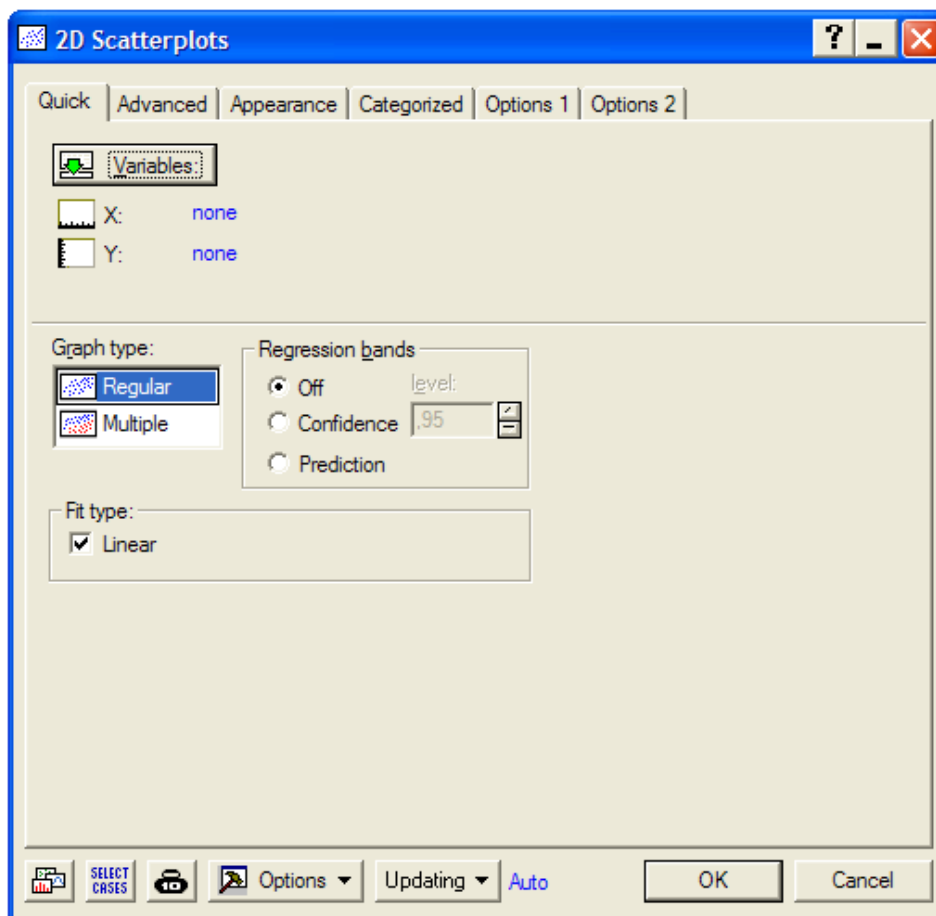 2D Scatterplots
Quick Advanced Appearance Categorized Options 1 Options 2
Variables:
X: none
Y: none
Graph type:
Regular
Multiple
Regression bands
Off level:
Confidence ,95
Prediction
Fit type:
Linear
SELECT CASES Options Updating Auto OK Cancel